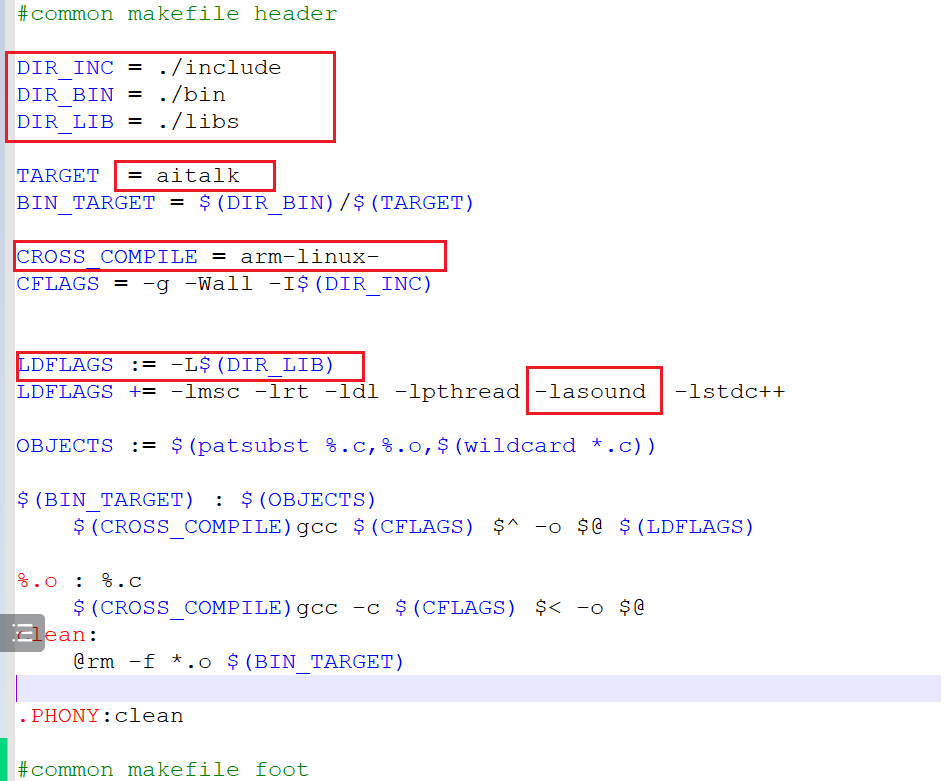 #common makefile header
DIR_INC = ./include
DIR_BIN = ./bin
DIR_LIB = ./libs
TARGET = aitalk
BIN_TARGET = $(DIR_BIN)/$(TARGET)
CROSS_COMPILE = arm-linux-
CFLAGS = -g -Wall -I$(DIR_INC)
LDFLAGS := -L$(DIR_LIB)
LDFLAGS += -lmsc -lrt -ldl -lpthread -lasound -lstdc++
OBJECTS := $(patsubst %.c,%.o,$(wildcard *.c))
$(BIN_TARGET) : $(OBJECTS)
$(CROSS_COMPILE)gcc $(CFLAGS) $^ -o $@ $(LDFLAGS)
%.o : %.c
$(CROSS_COMPILE)gcc -c $(CFLAGS) $< -o $@
clean:
@rm -f *.o $(BIN_TARGET)
.PHONY:clean
#common makefile foot